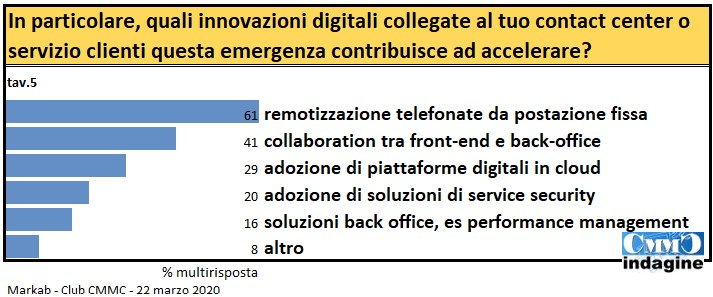 In particolare, quali innovazioni digitali collegate al tuo contact center o
servizio clienti questa emergenza contribuisce ad accelerare?
tav.5
61 remotizzazione telefonate da postazione fissa
41 collaboration tra front-end e back-office
29 adozione di piattaforme digitali in cloud
20 adozione di soluzioni di service security
16 soluzioni back office, es performance management
8 altro
CMMC
indagine
% multirisposta
Markab - Club CMMC - 22 marzo 2020